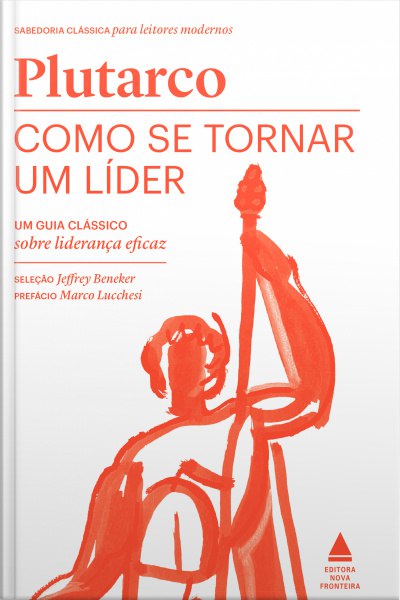 SABEDORIA CLÁSSICA para leitores modernos
Plutarco
COMO SE TORNAR
UM LÍDER
UM GUIA CLÁSSICO
sobre liderança eficaz
SELEÇÃO Jeffrey Beneker
PREFÁCIO Marco Lucchesi
EDITORA
NOVA
FRONTEIRA